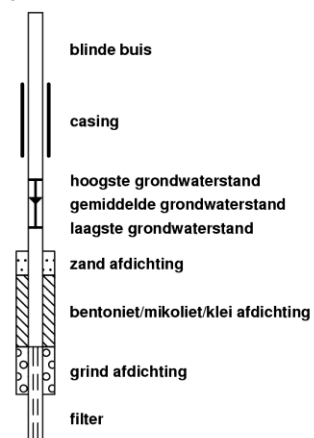 blinde buis
casing
hoogste grondwaterstand
gemiddelde grondwaterstand
laagste grondwaterstand
zand afdichting
bentoniet/mikoliet/klei afdichting
grind afdichting
filter